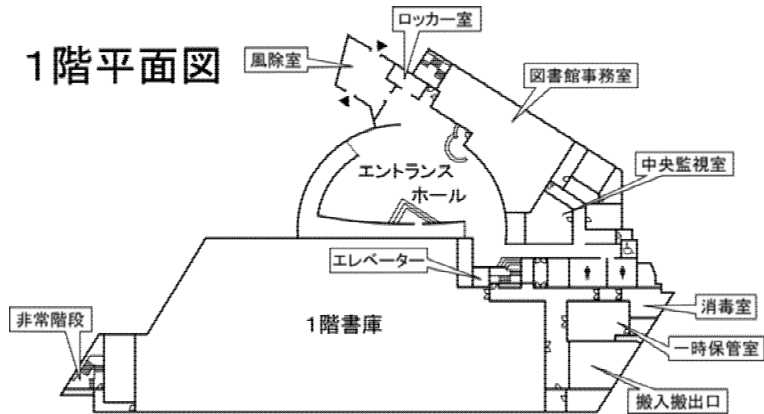 1階平面図
ロッカー室
風除室
図書館事務室
中央監視室
エントランス
ホール
エレベーター
消毒室
非常階段
1階書庫
一時保管室
搬入搬出口